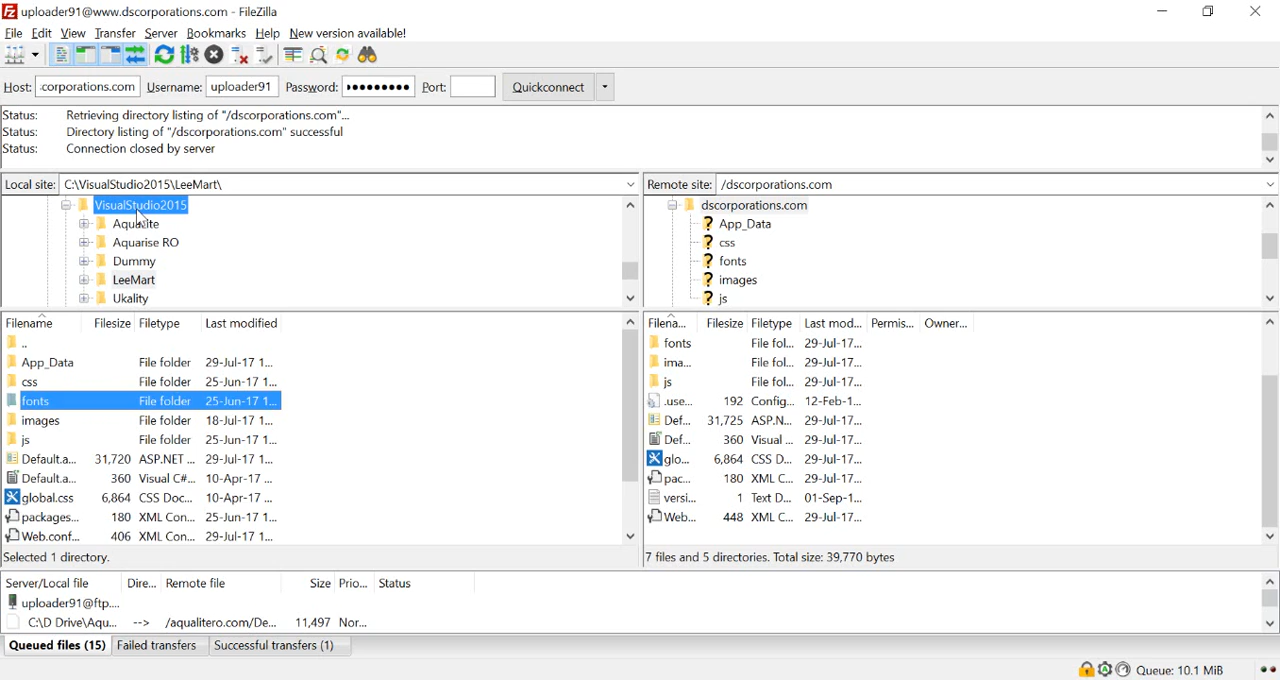 uploader91@www.dscorporations.com - FileZilla
File Edit View Transfer Server Bookmarks Help New version available!
Host: :corporations.com Username: uploader91 Password: ••••••••• Port: Quickconnect
Status: Retrieving directory listing of "/dscorporations.com"...
Status: Directory listing of "/dscorporations.com" successful
Status: Connection closed by server
Local site: C:\VisualStudio2015\LeeMart\ Remote site: /dscorporations.com
VisualStudio2015 dscorporations.com
App_Data
Aquarise RO css
Dummy fonts
LeeMart images
Ukality js
Filename Filesize Filetype Last modified Filena... Filesize Filetype Last mod... Permis... Owner...
.. fonts File fol... 29-Jul-17...
App_Data File folder 29-Jul-17 1... ima... File fol... 29-Jul-17...
css File folder 25-Jun-17 1... js File fol... 29-Jul-17...
fonts File folder 25-Jun-17 1... .use... 192 Config... 12-Feb-1...
images File folder 18-Jul-17 1... Def... 31,725 ASP.N... 29-Jul-17...
js File folder 25-Jun-17 1... Def... 360 Visual ... 29-Jul-17...
Default.a... 31,720 ASP.NET ... 29-Jul-17 1... glo... 6,864 CSS D... 29-Jul-17...
Default.a... 360 Visual C#... 10-Apr-17 ... pac... 180 XML C... 29-Jul-17...
global.css 6,864 CSS Doc... 10-Apr-17 ... versi... 1 Text D... 01-Sep-1...
packages... 180 XML Con... 25-Jun-17 1... Web... 448 XML C... 29-Jul-17...
Web.conf... 406 XML Con... 29-Jul-17 1...
Selected 1 directory. 7 files and 5 directories. Total size: 39,770 bytes
Server/Local file Dire... Remote file Size Prio... Status
uploader91@ftp....
C:\D Drive\Aqu... --> /aqualitero.com/De... 11,497 Nor...
Queued files (15) Failed transfers Successful transfers (1)
Queue: 10.1 MiB